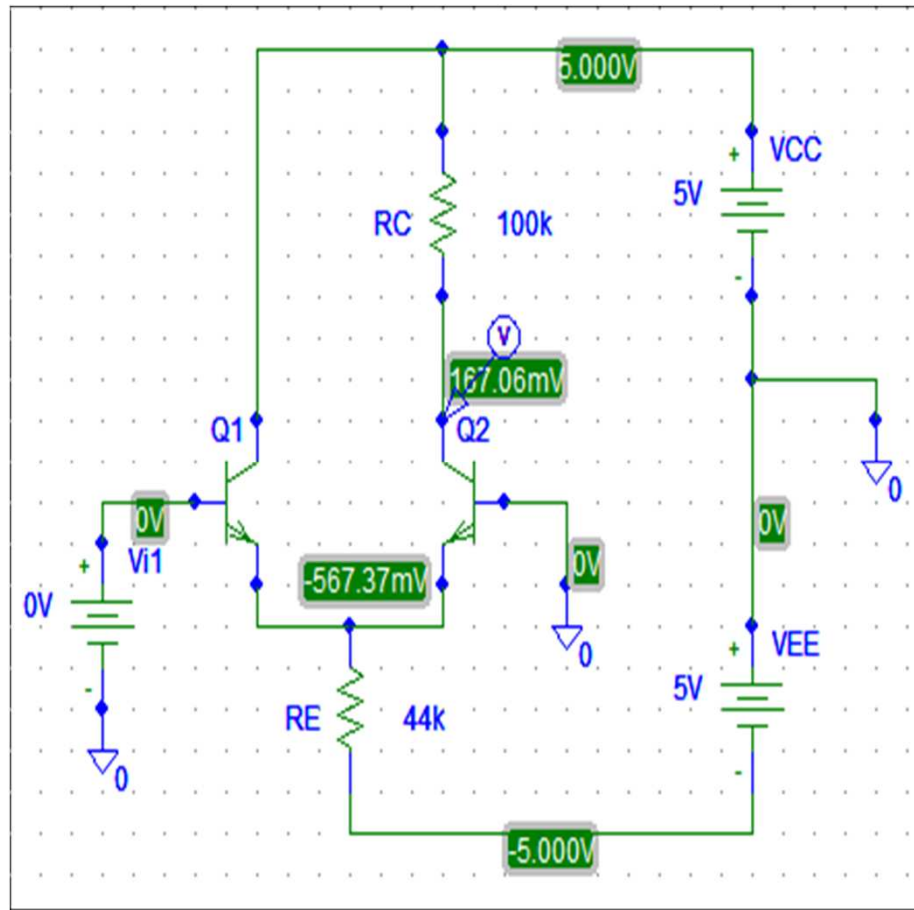 5.000V
VCC
5V
RC 100k
V
167.06mV
Q1
Q2
0
0V
0V
+
Vi1
-567.37mV
0V
0V
0
+
VEE
5V
-
RE 44k
0
-
-5.000V